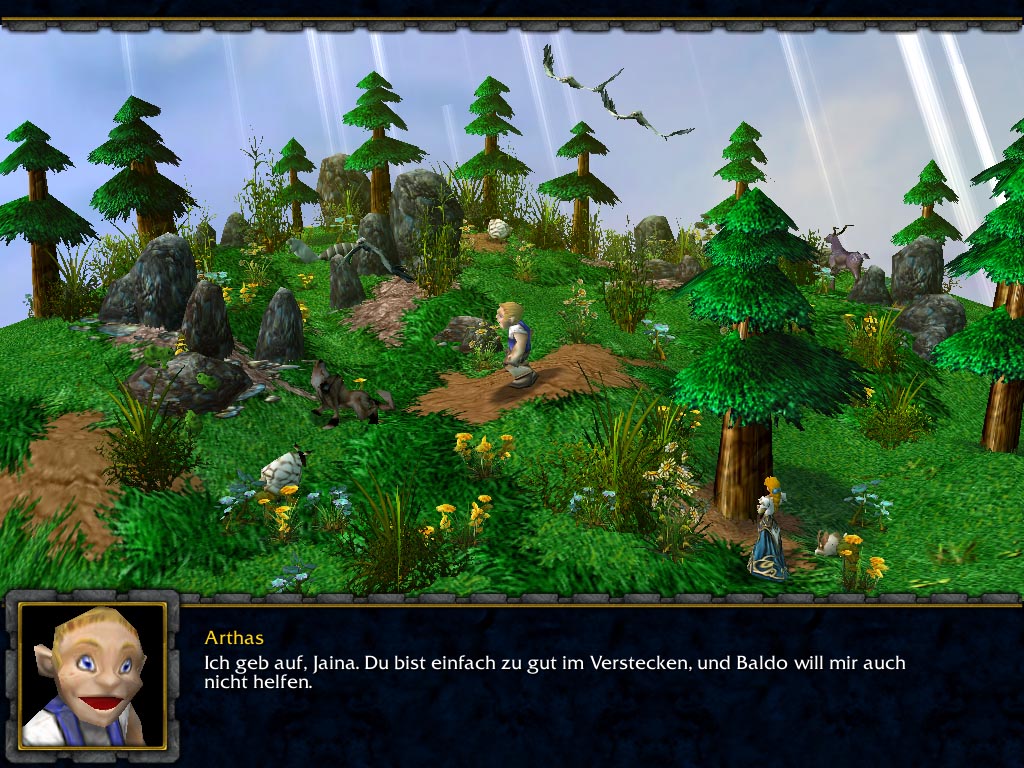 Arthas
Ich geb auf, Jaina. Du bist einfach zu gut im Verstecken, und Baldo will mir auch
nicht helfen.